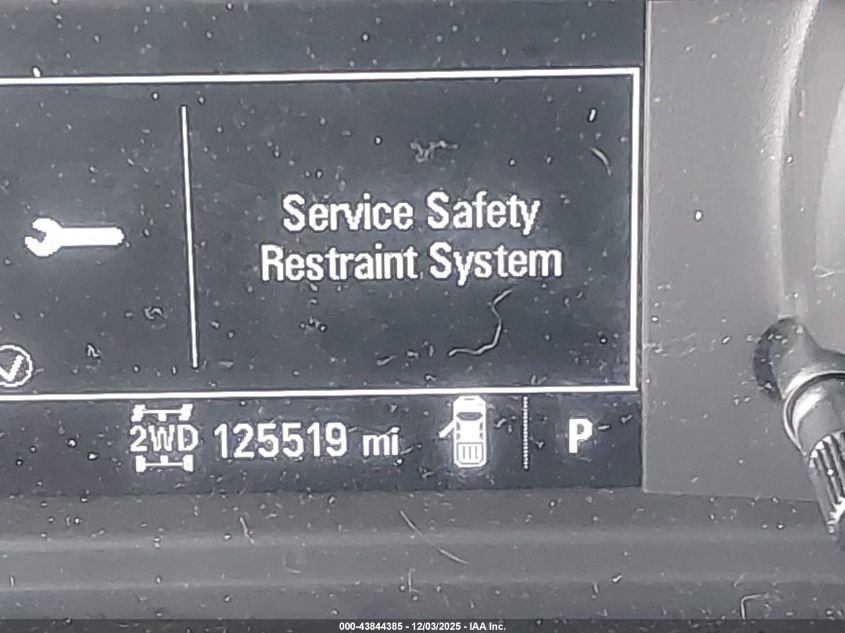 Service Safety
Restraint System
2WD 125519 mi P
000-43844385 - 12/03/2025 - IAA Inc.